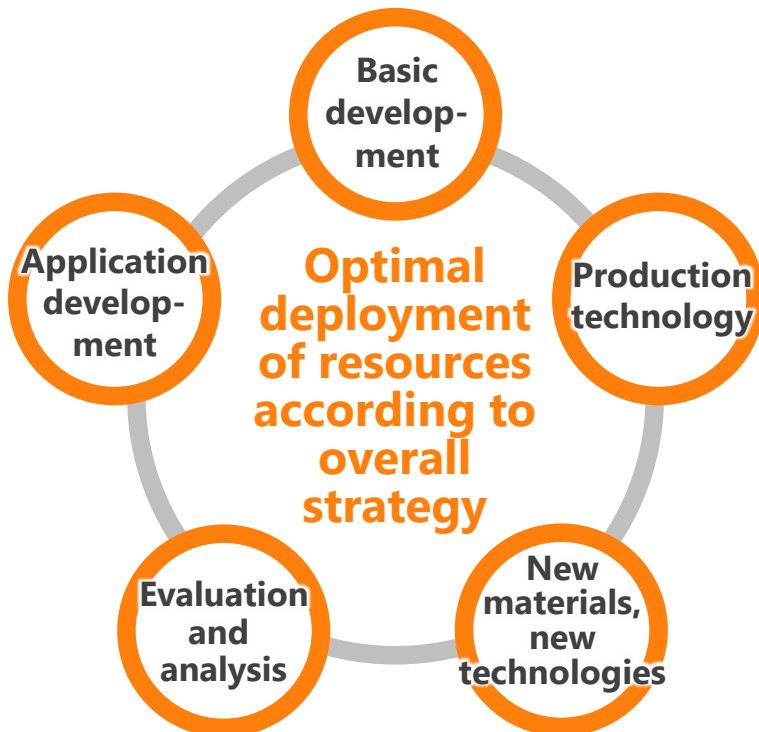 Basic
develop-
ment
Production
technology
New
materials,
new
technologies
Evaluation
and
analysis
Application
develop-
ment
Optimal
deployment
of resources
according to
overall
strategy